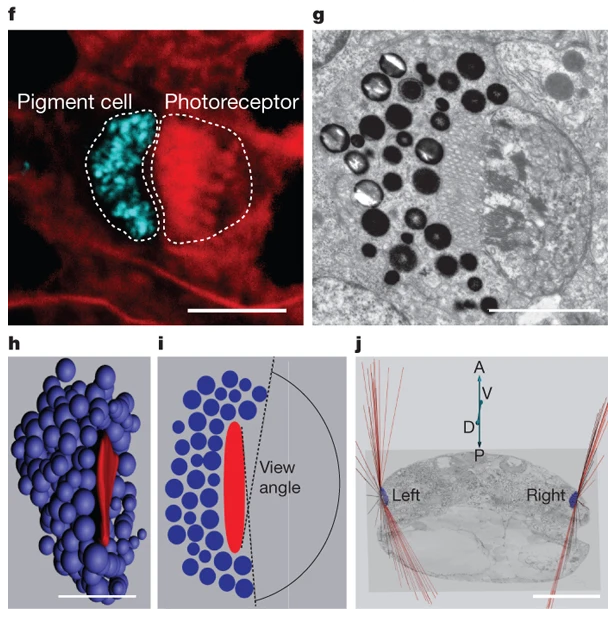 f
g
Pigment cell
Photoreceptor
h
i
j
View
angle
A
V
D
P
Left
Right